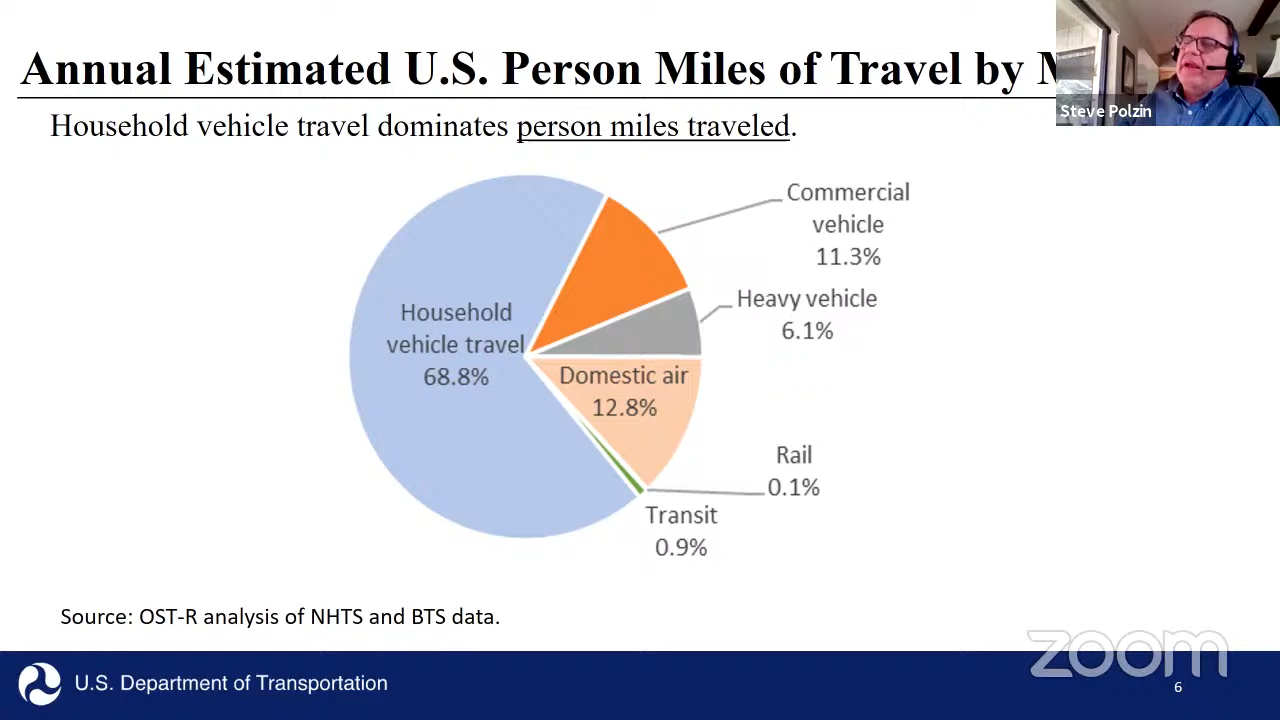 Annual Estimated U.S. Person Miles of Travel by
Steve Polzin
Household vehicle travel dominates person miles traveled.
Commercial
vehicle
11.3%
Heavy vehicle
6.1%
Household
vehicle travel
68.8%
Domestic air
12.8%
Rail
0.1%
Transit
0.9%
Source: OST-R analysis of NHTS and BTS data.
zoom
U.S. Department of Transportation
6